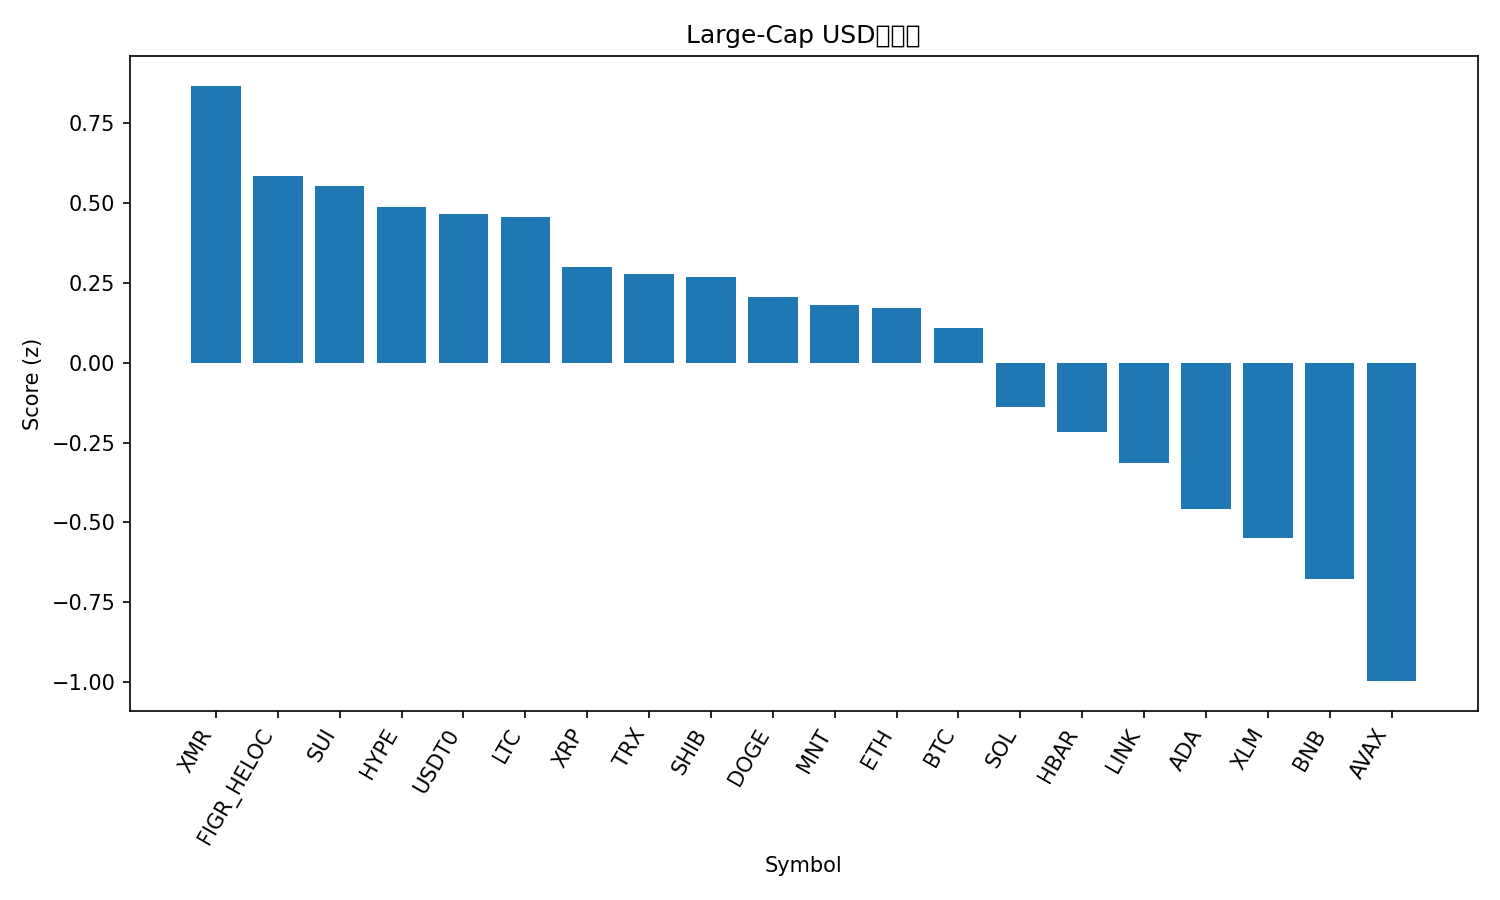 Large-Cap USD
Score (z)
0.75
0.50
0.25
0.00
−0.25
−0.50
−0.75
−1.00
XMR
FIGR_HELOC
SUI
HYPE
USDT0
LTC
XRP
TRX
SHIB
DOGE
MNT
ETH
BTC
SOL
HBAR
LINK
ADA
XLM
BNB
AVAX
Symbol